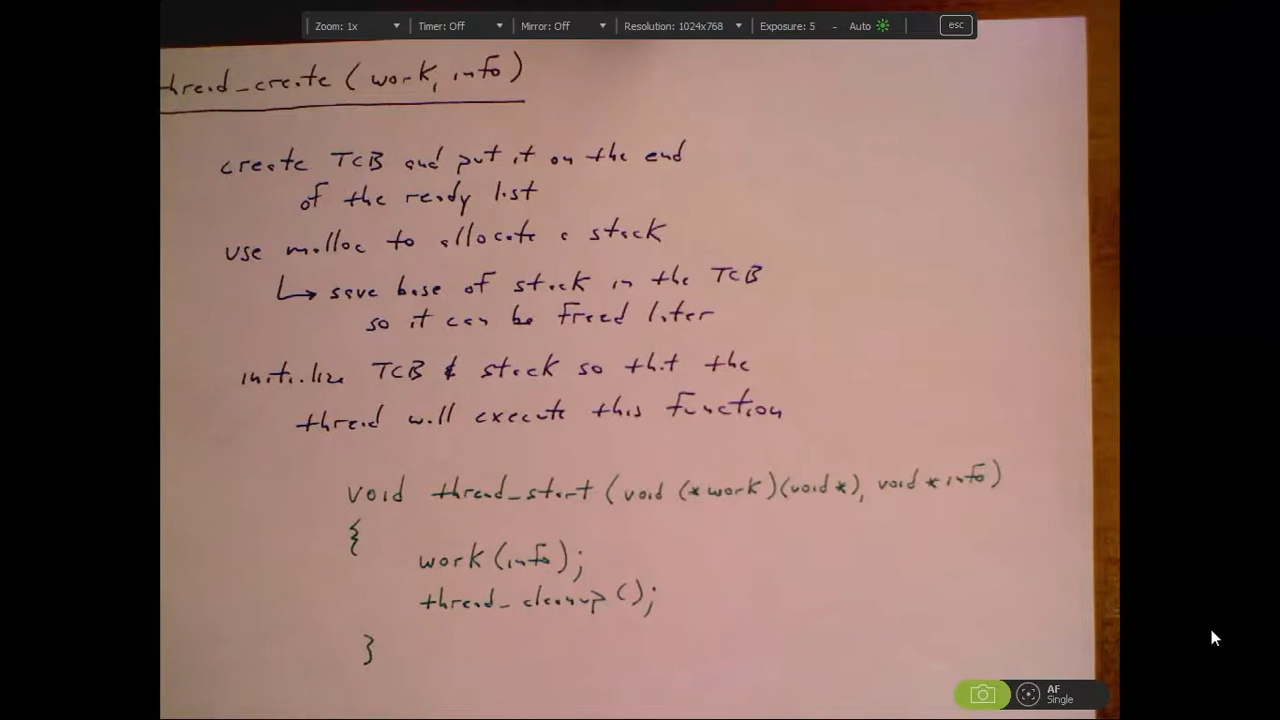 Zoom: 1x Timer: Off Mirror: Off Resolution: 1024x768 Exposure: 5 - Auto esc
thread_create (work, info)
create TCB and put it on the end
of the ready list
use malloc to allocate a stack
↳ save base of stack in the TCB
so it can be freed later
initialize TCB & stack so that the
thread will execute this function
void thread_start (void (*work)(void*), void *info)
{
work (info);
thread_cleanup ();
}
AF
Single